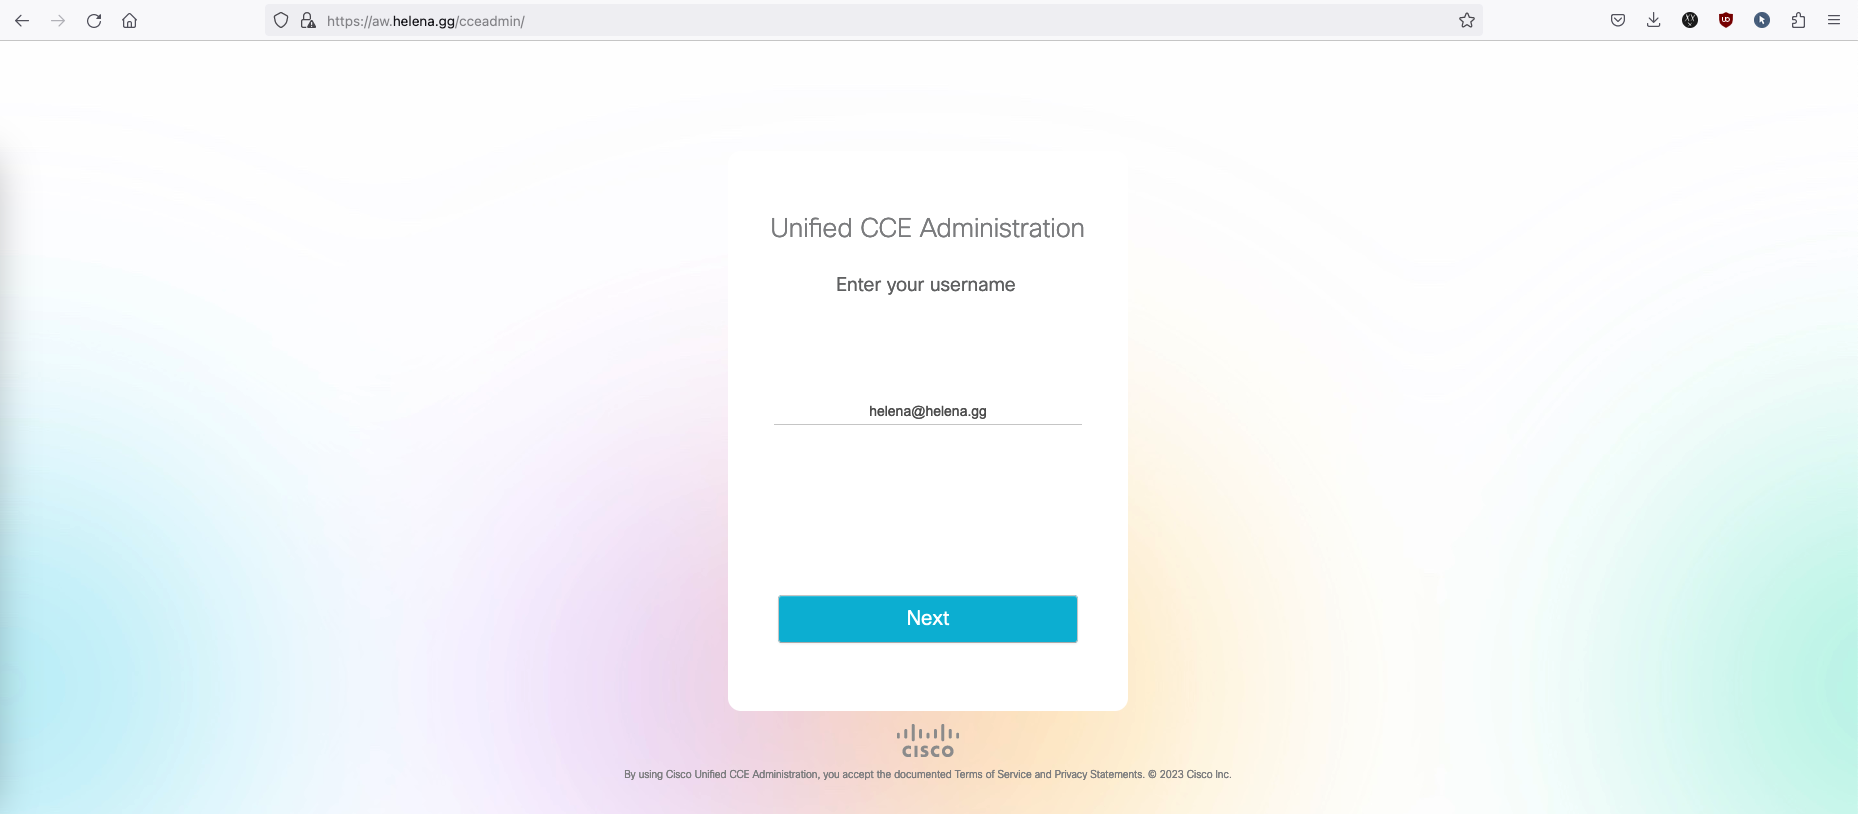 https://aw.helena.gg/cceadmin/
Unified CCE Administration
Enter your username
helena@helena.gg
Next
CISCO
By using Cisco Unified CCE Administration, you accept the documented Terms of Service and Privacy Statements. © 2023 Cisco Inc.